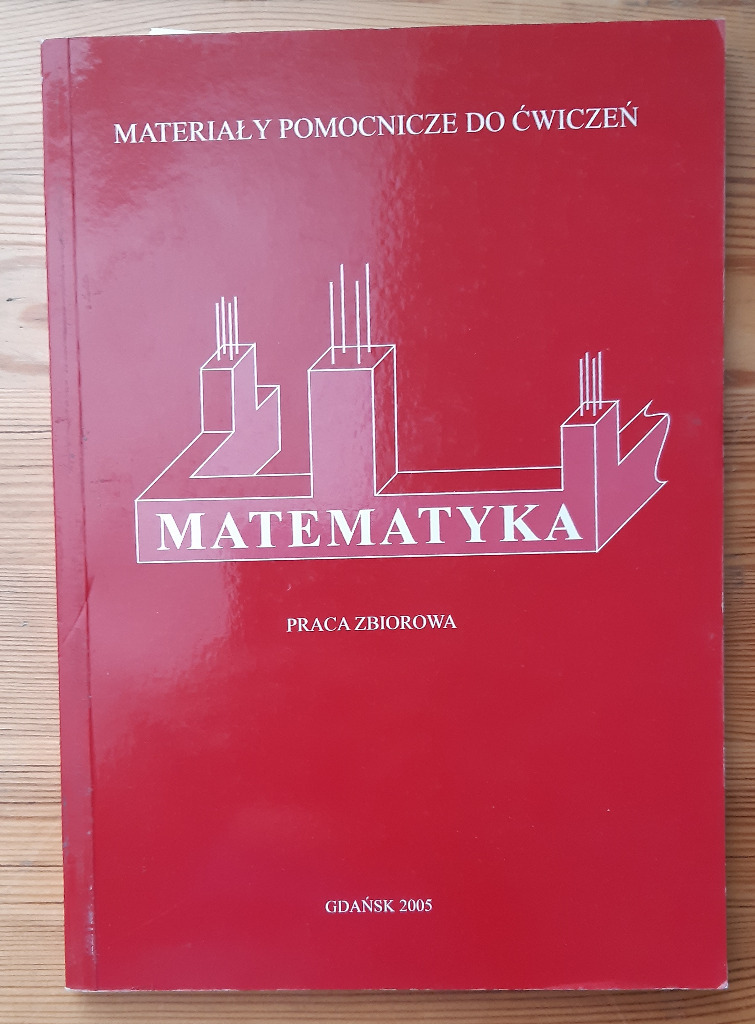 MATERIAŁY POMOCNICZE DO ĆWICZEŃ
MATEMATYKA
PRACA ZBIOROWA
GDAŃSK 2005